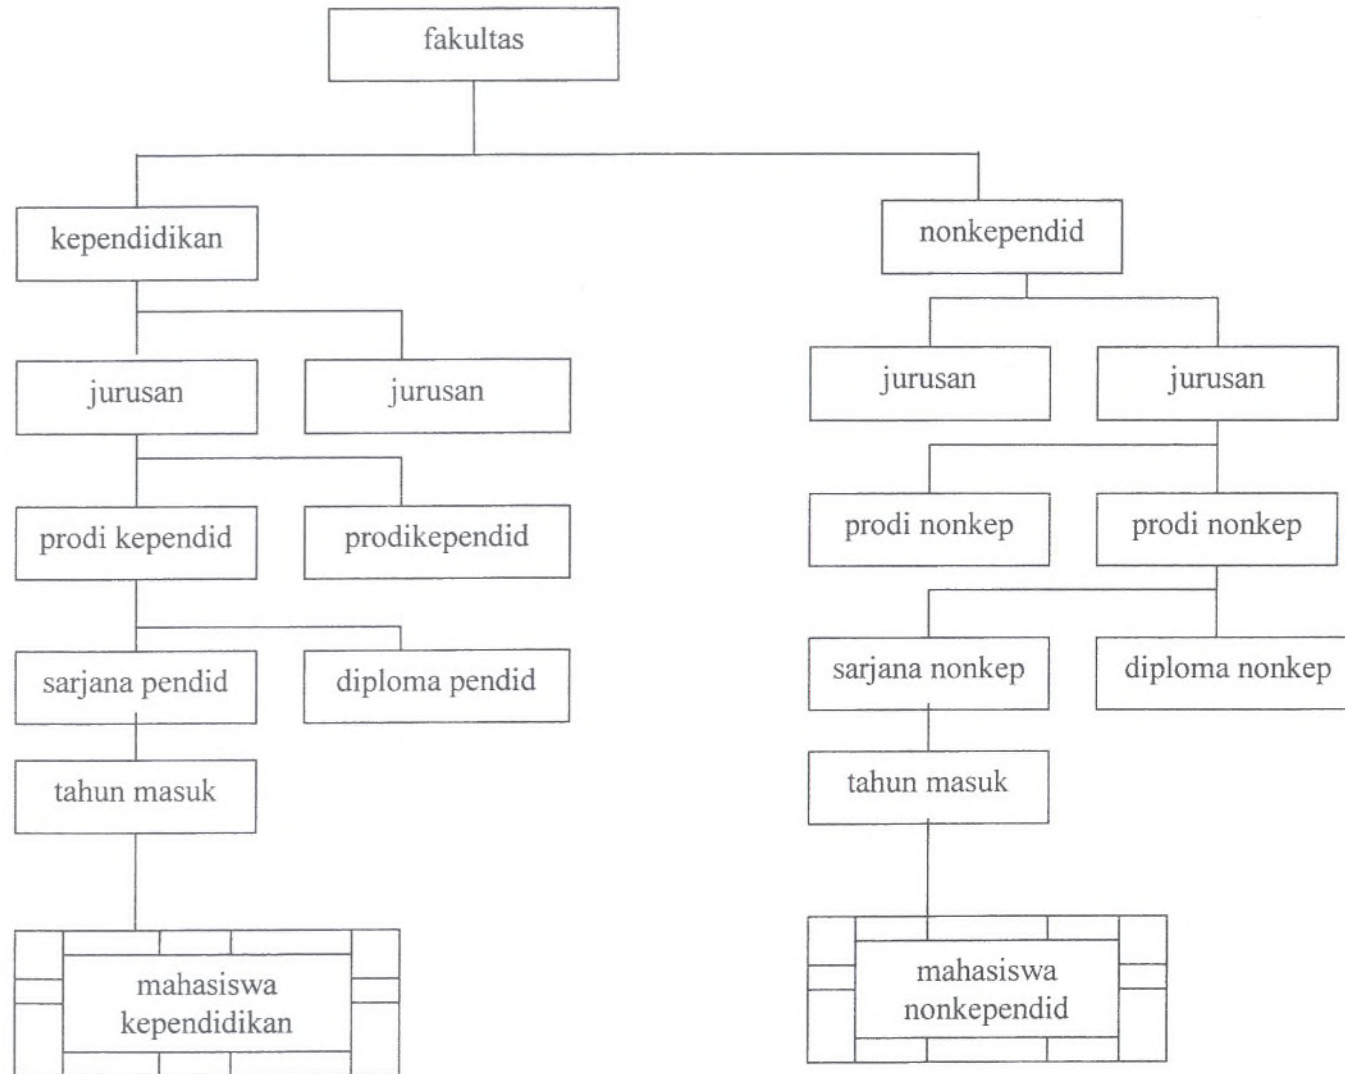 fakultas
kependidikan
nonkependid
jurusan
jurusan
jurusan
jurusan
prodi kependid
prodikependid
prodi nonkep
prodi nonkep
sarjana pendid
diploma pendid
sarjana nonkep
diploma nonkep
tahun masuk
tahun masuk
mahasiswa
kependidikan
mahasiswa
nonkependid